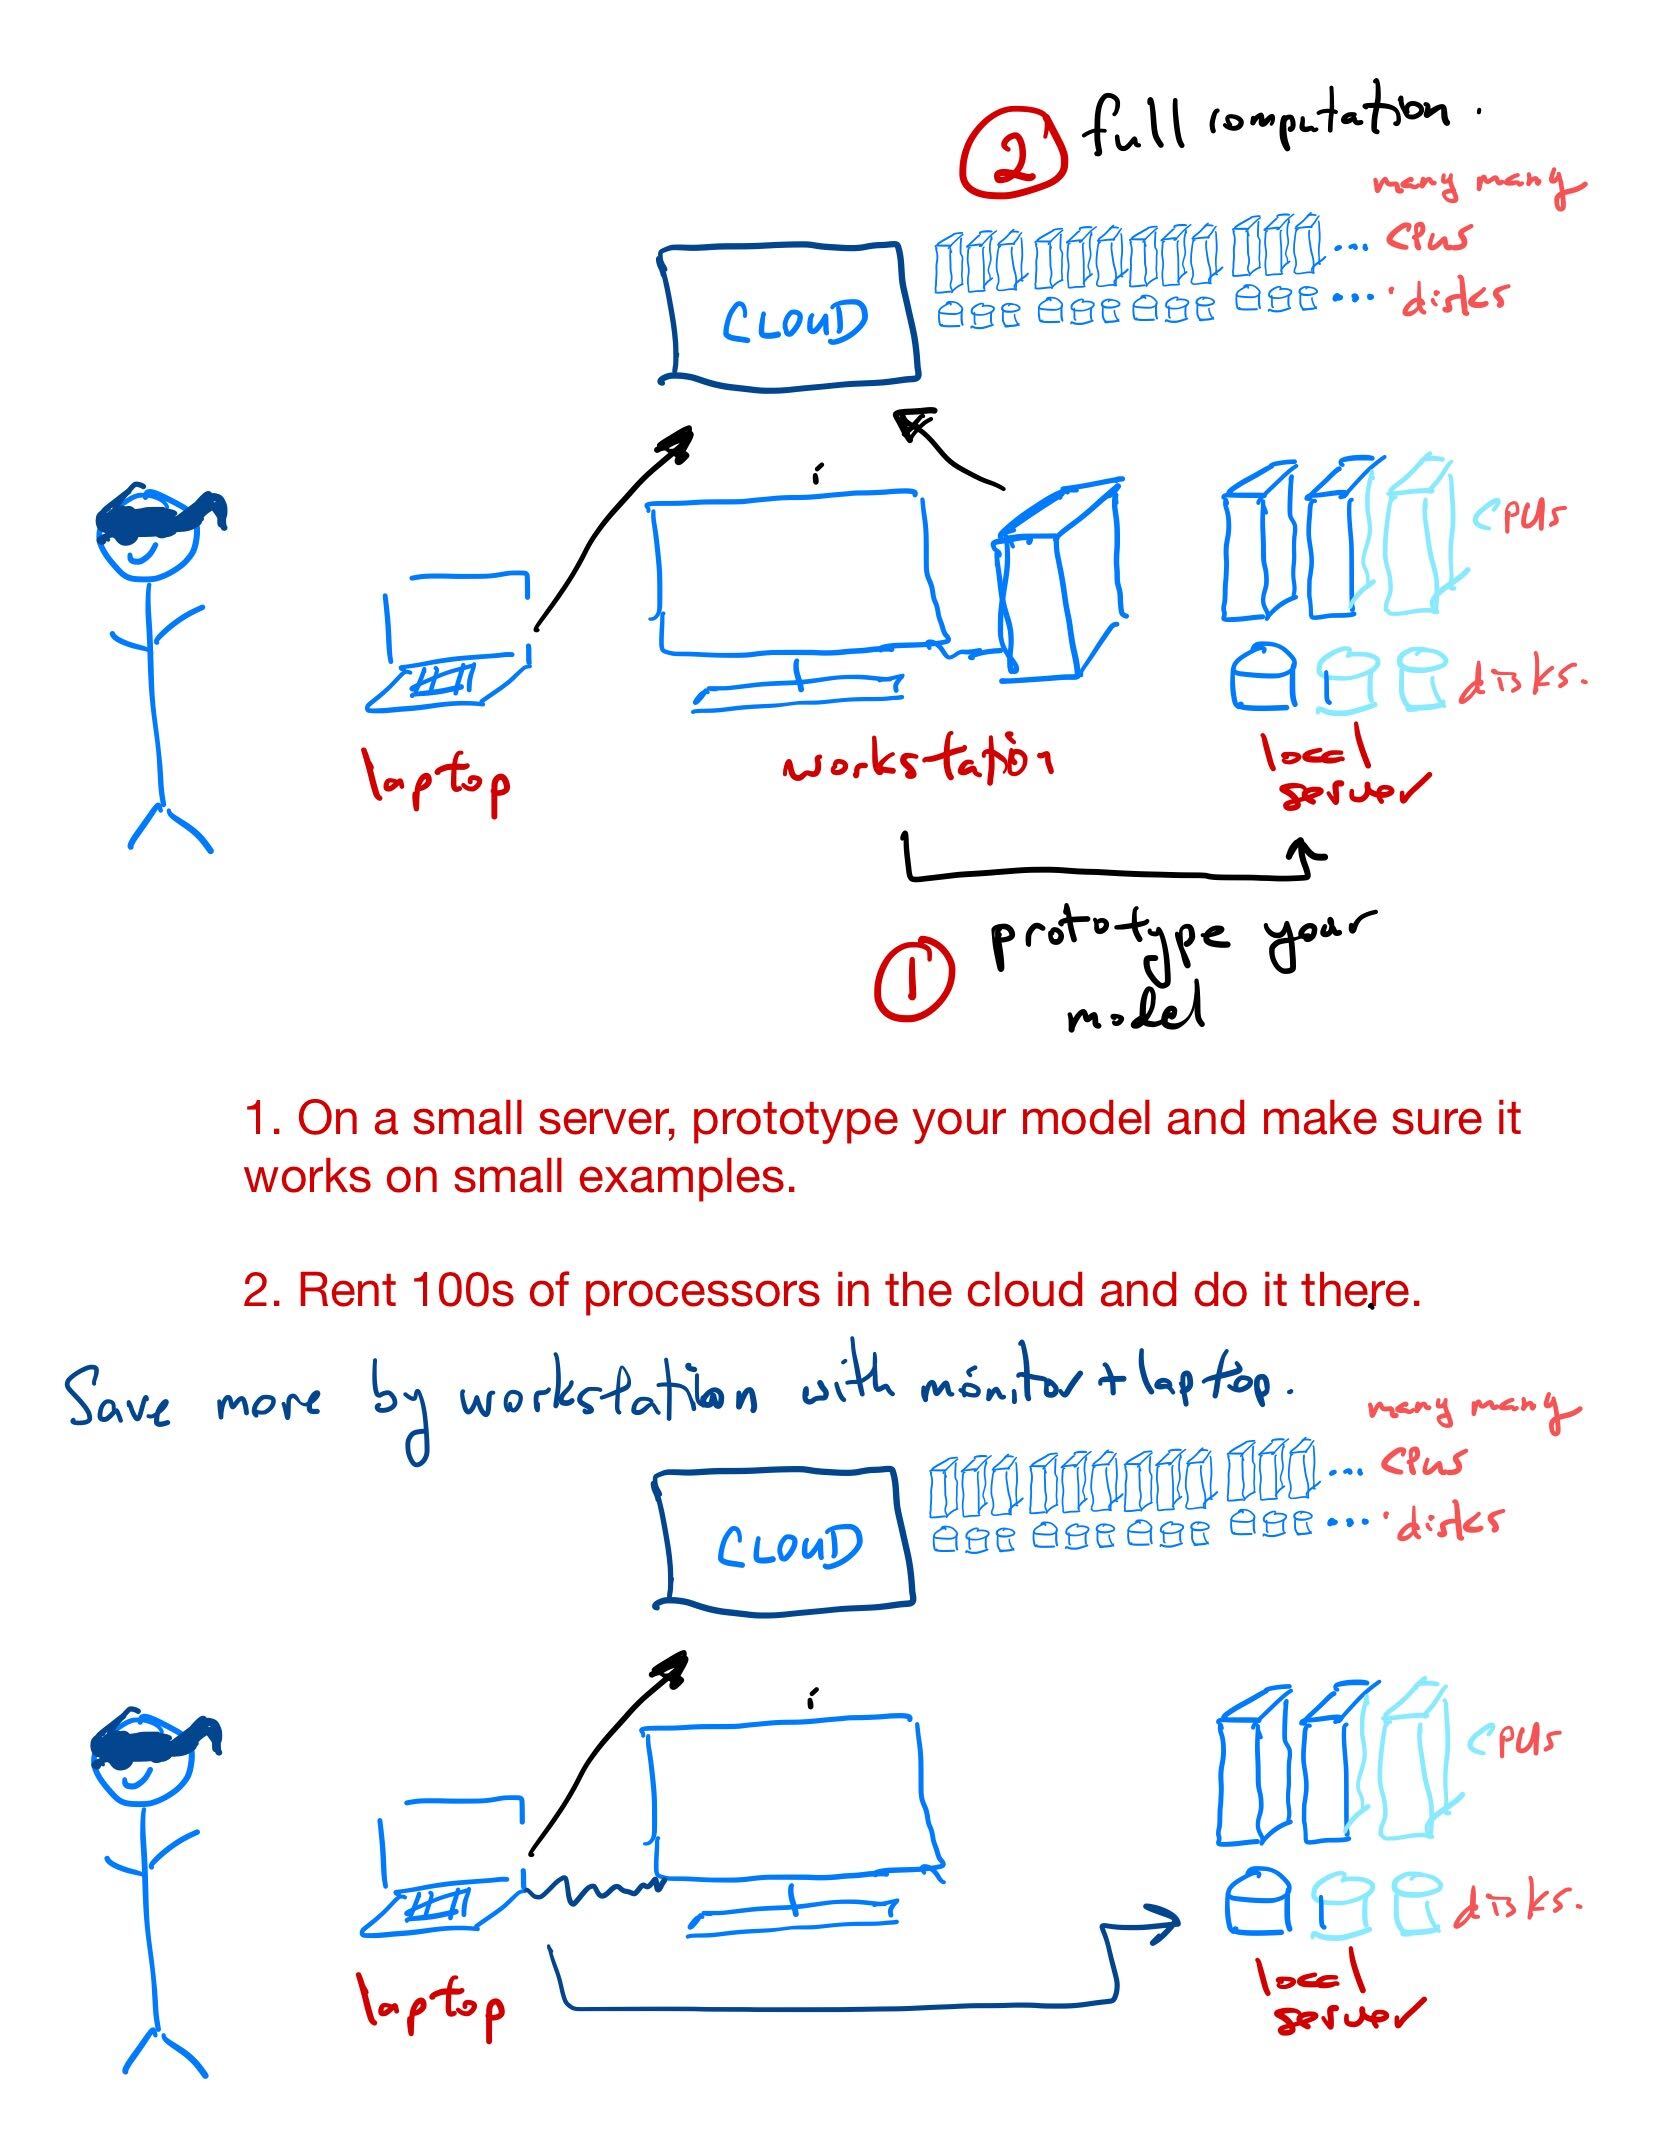 2 full computation.
many many
... CPUs
... disks
CLOUD
CPUs
disks.
laptop
workstation
local
server
1 prototype your
model
1. On a small server, prototype your model and make sure it
works on small examples.
2. Rent 100s of processors in the cloud and do it there.
Save more by workstation with monitor + laptop.
many many
... CPUs
... disks
CLOUD
CPUs
disks.
laptop
local
server